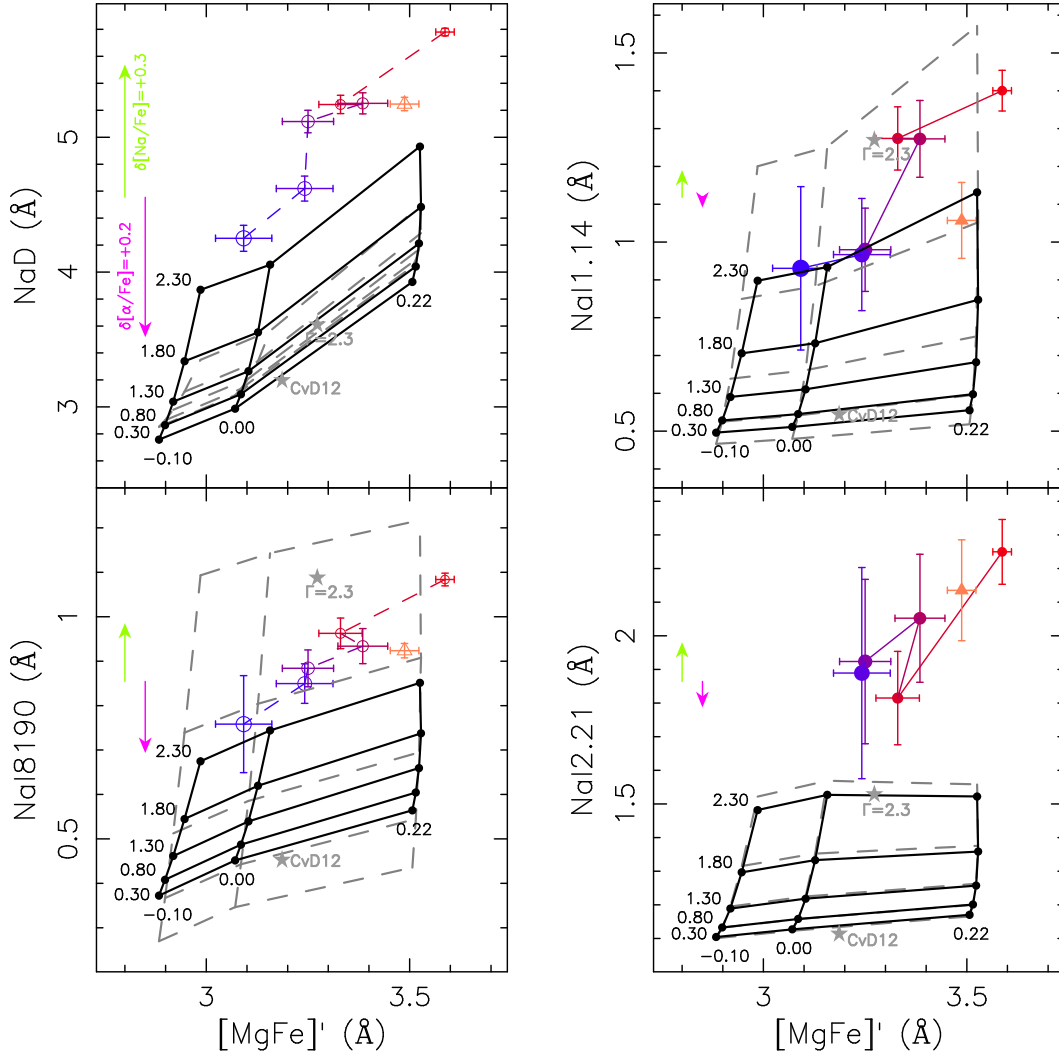 NaD (Å)
5
4
3
δ[Na/Fe]=+0.3
δ[α/Fe]=+0.2
2.30
1.80
1.30
0.80
0.30
−0.10
0.00
0.22
Γ=2.3
CvD12
NaI1.14 (Å)
1.5
1
0.5
Γ=2.3
2.30
1.80
1.30
0.80
0.30
−0.10
0.00
0.22
CvD12
NaI8190 (Å)
1
0.5
Γ=2.3
2.30
1.80
1.30
0.80
0.30
−0.10
0.00
0.22
CvD12
3
3.5
[MgFe]' (Å)
NaI2.21 (Å)
2
1.5
2.30
Γ=2.3
1.80
1.30
0.80
0.30
−0.10
0.00
0.22
CvD12
3
3.5
[MgFe]' (Å)